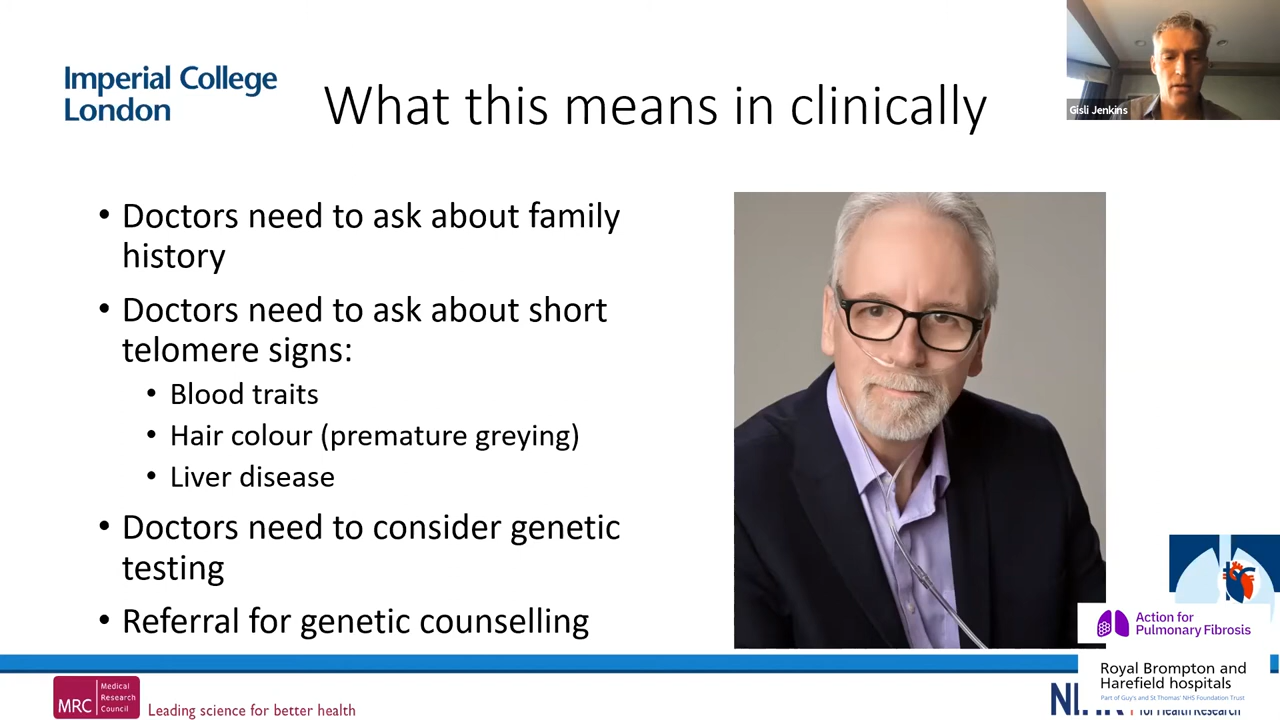 Imperial College
London
What this means in clinically
Gisli Jenkins
• Doctors need to ask about family
history
• Doctors need to ask about short
telomere signs:
• Blood traits
• Hair colour (premature greying)
• Liver disease
• Doctors need to consider genetic
testing
• Referral for genetic counselling
Action for
Pulmonary Fibrosis
Royal Brompton and
Harefield hospitals
Part of Guy's and St Thomas' NHS Foundation Trust
for Health Research
MRC
Medical
Research
Council
Leading science for better health